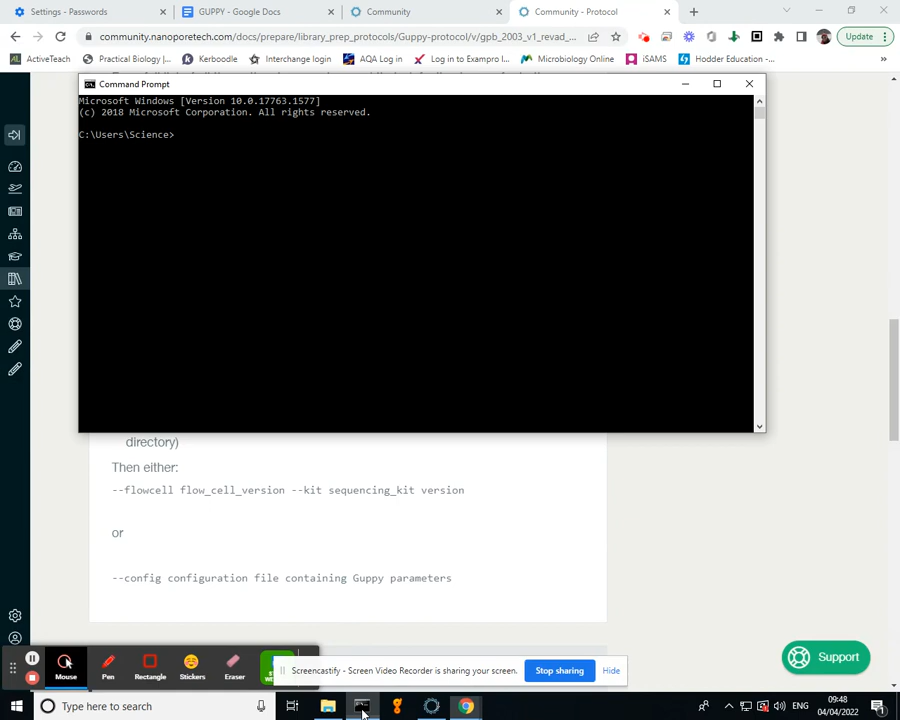 Settings - Passwords
GUPPY - Google Docs
Community
Community - Protocol
community.nanoporetech.com/docs/prepare/library_prep_protocols/Guppy-protocol/v/gpb_2003_v1_revad_...
Update
ActiveTeach
Practical Biology |...
Kerboodle
Interchange login
AQA Log in
Log in to Exampro I...
Microbiology Online
iSAMS
Hodder Education -...
»
Command Prompt
Microsoft Windows [Version 10.0.17763.1577]
(c) 2018 Microsoft Corporation. All rights reserved.
C:\Users\Science>
directory)
Then either:
--flowcell flow_cell_version --kit sequencing_kit version
or
--config configuration file containing Guppy parameters
Support
Mouse
Pen
Rectangle
Stickers
Eraser
Screencastify - Screen Video Recorder is sharing your screen.
Stop sharing
Hide
Type here to search
ENG
09:48
04/04/2022